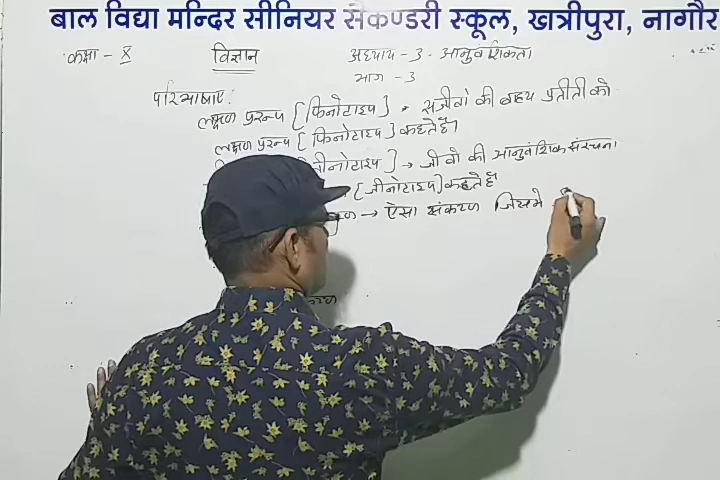 बाल विद्या मन्दिर सीनियर सैकण्डरी स्कूल, खत्रीपुरा, नागौर
कक्षा - X विज्ञान अध्याय - 3 - आनुवंशिकता
भाग - 3
परिभाषाएं:
लक्षण प्ररूप [फिनोटाइप] → सजीवों की बाह्य प्रतीती को
लक्षण प्ररूप [फिनोटाइप] कहते हैं।
[जीनोटाइप] → जीवो की आनुवंशिक संरचना
[जीनोटाइप] कहते हैं
→ ऐसा संकरण जिसमे